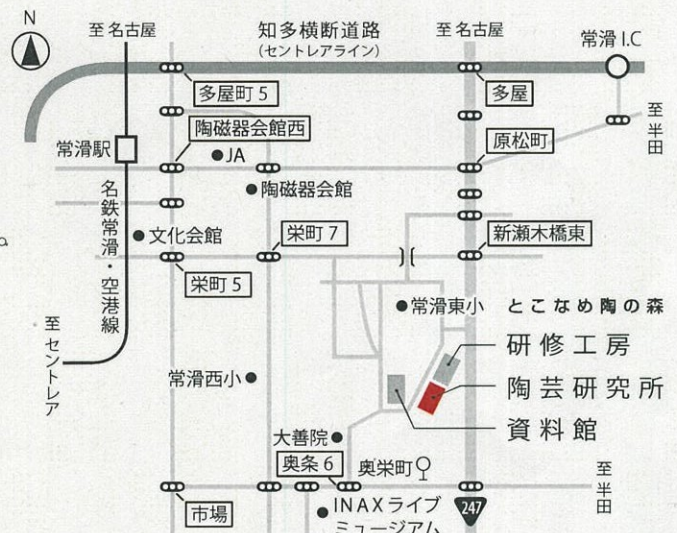 N
至名古屋
知多横断道路
（セントレアライン）
至名古屋
常滑I.C
多屋町5
多屋
至半田
陶磁器会館西
常滑駅
JA
原松町
陶磁器会館
名鉄常滑・空港線
文化会館
栄町7
新瀬木橋東
栄町5
常滑東小
とこなめ陶の森
至セントレア
研修工房
陶芸研究所
常滑西小
資料館
大善院
奥条6
奥栄町
至半田
市場
INAXライブ
ミュージアム
247